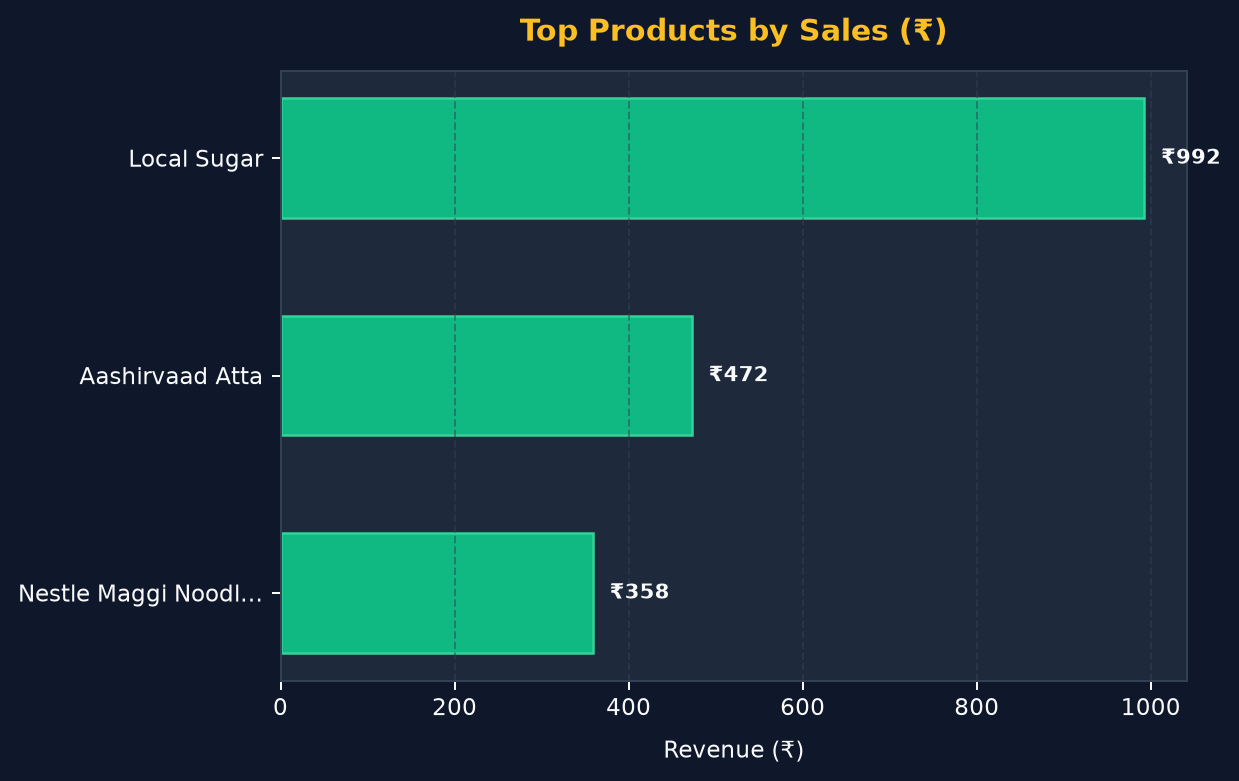 Top Products by Sales (₹)
Local Sugar
₹992
Aashirvaad Atta
₹472
Nestle Maggi Noodl...
₹358
0 200 400 600 800 1000
Revenue (₹)